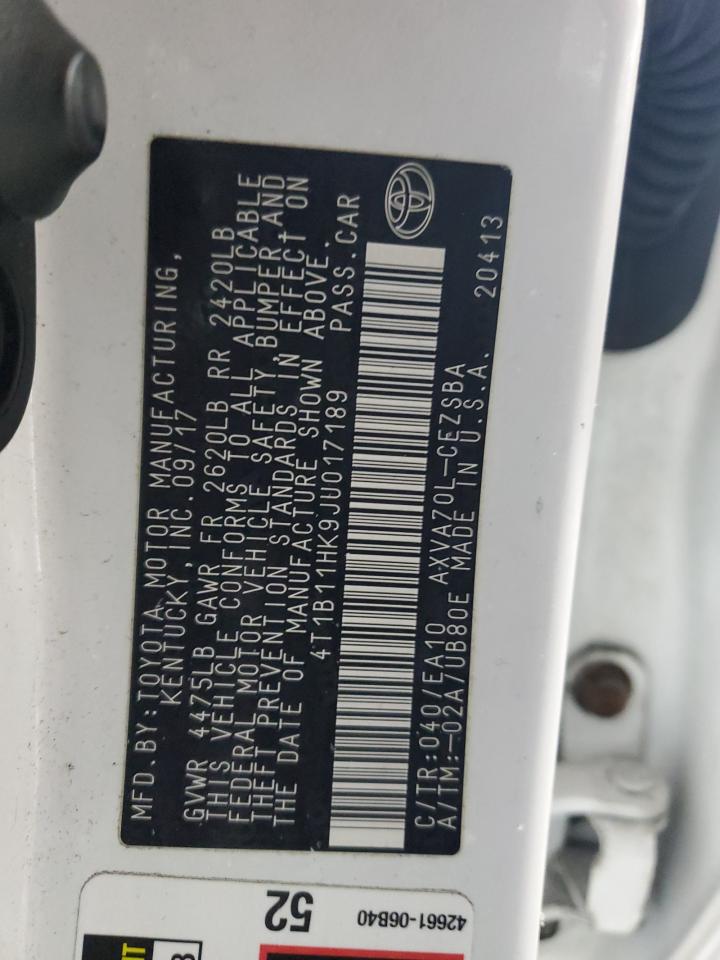 MFD.BY:TOYOTA MOTOR MANUFACTURING,
KENTUCKY, INC.09/17
GVWR 4475LB GAWR FR 2620LB RR 2420LB
THIS VEHICLE CONFORMS TO ALL APPLICABLE
FEDERAL MOTOR VEHICLE SAFETY,BUMPER,AND
THEFT PREVENTION STANDARDS IN EFFECT ON
THE DATE OF MANUFACTURE SHOWN ABOVE.
4T1B11HK9JU017189 PASS.CAR
C/TR:040/EA10 AXVA70L-CEZSBA
A/TM:-02A/UB80E MADE IN U.S.A. 20413
52
42661-06B40